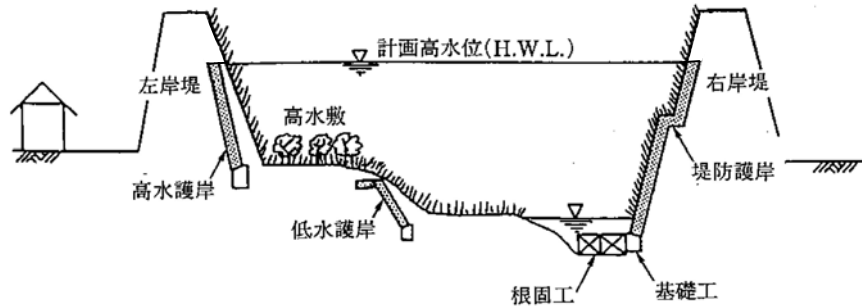 計画高水位(H.W.L.)
左岸堤
右岸堤
高水敷
堤防護岸
高水護岸
低水護岸
根固工
基礎工